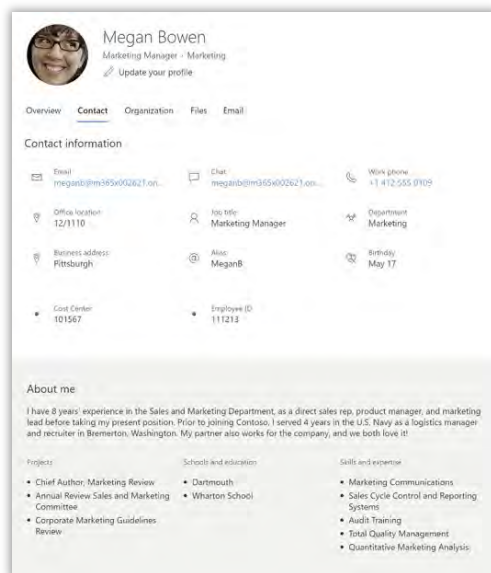 Megan Bowen
Marketing Manager · Marketing
Update your profile
Overview Contact Organization Files Email
Contact information
Email
meganb@m365x002621.on...
Chat
meganb@m365x002621.on...
Work phone
+1 412 555 0109
Office location
12/1110
Job title
Marketing Manager
Department
Marketing
Business address
Pittsburgh
Alias
MeganB
Birthday
May 17
Cost Center
101567
Employee ID
111213
About me
I have 8 years' experience in the Sales and Marketing Department, as a direct sales rep, product manager, and marketing
lead before taking my present position. Prior to joining Contoso, I served 4 years in the U.S. Navy as a logistics manager
and recruiter in Bremerton, Washington. My partner also works for the company, and we both love it!
Projects
• Chief Author, Marketing Review
• Annual Review Sales and Marketing
Committee
• Corporate Marketing Guidelines
Review
Schools and education
• Dartmouth
• Wharton School
Skills and expertise
• Marketing Communications
• Sales Cycle Control and Reporting
Systems
• Audit Training
• Total Quality Management
• Quantitative Marketing Analysis